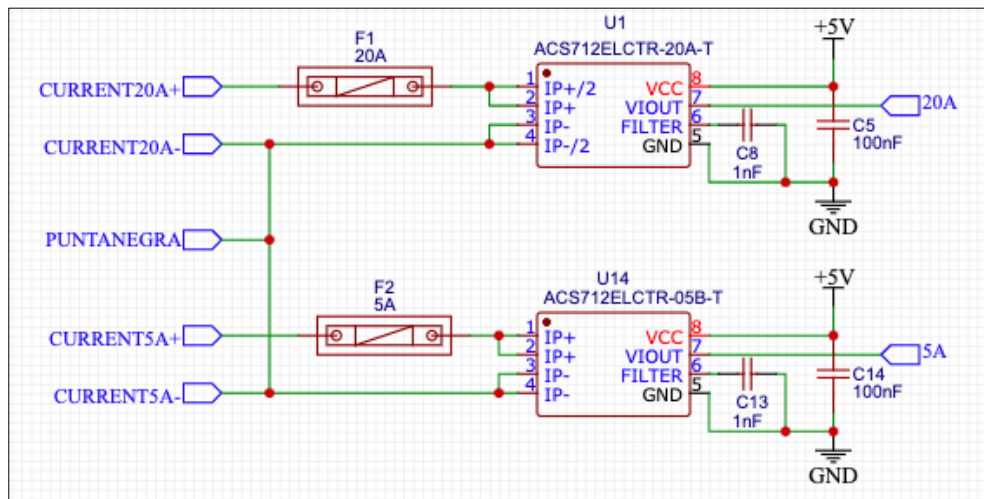 U1
ACS712ELCTR-20A-T
F1
20A
+5V
CURRENT20A+
1 IP+/2
2 IP+
3 IP-
4 IP-/2
VCC 8
VIOUT 7
FILTER 6
GND 5
20A
C5
100nF
C8
1nF
CURRENT20A-
GND
PUNTANEGRA
U14
ACS712ELCTR-05B-T
F2
5A
+5V
CURRENT5A+
1 IP+
2 IP+
3 IP-
4 IP-
VCC 8
VIOUT 7
FILTER 6
GND 5
5A
C14
100nF
C13
1nF
CURRENT5A-
GND